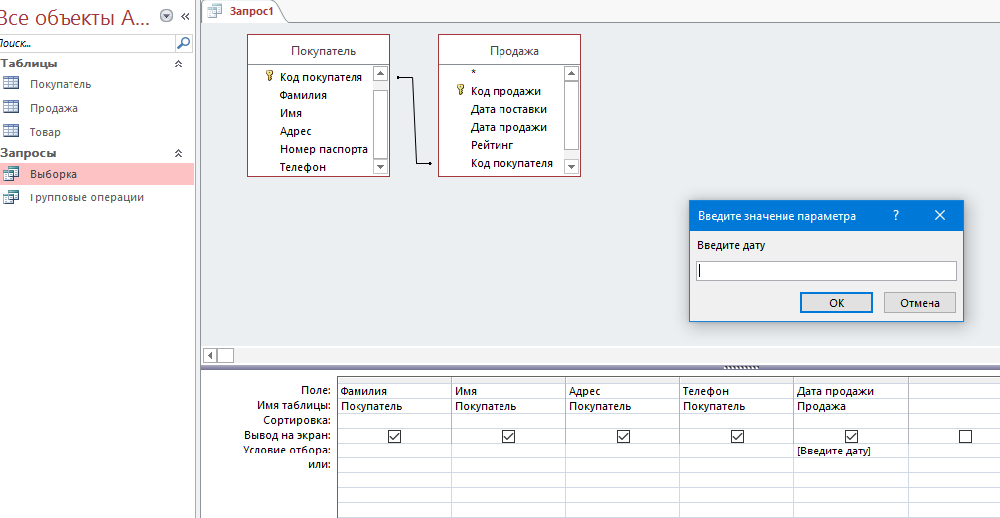 Все объекты A... «
Поиск...
Таблицы
Покупатель
Продажа
Товар
Запросы
Выборка
Групповые операции
Запрос1
Покупатель
Код покупателя
Фамилия
Имя
Адрес
Номер паспорта
Телефон
Продажа
*
Код продажи
Дата поставки
Дата продажи
Рейтинг
Код покупателя
Введите значение параметра ?
Введите дату
ОК Отмена
Поле: Фамилия Имя Адрес Телефон Дата продажи
Имя таблицы: Покупатель Покупатель Покупатель Покупатель Продажа
Сортировка:
Вывод на экран:
Условие отбора: [Введите дату]
или: